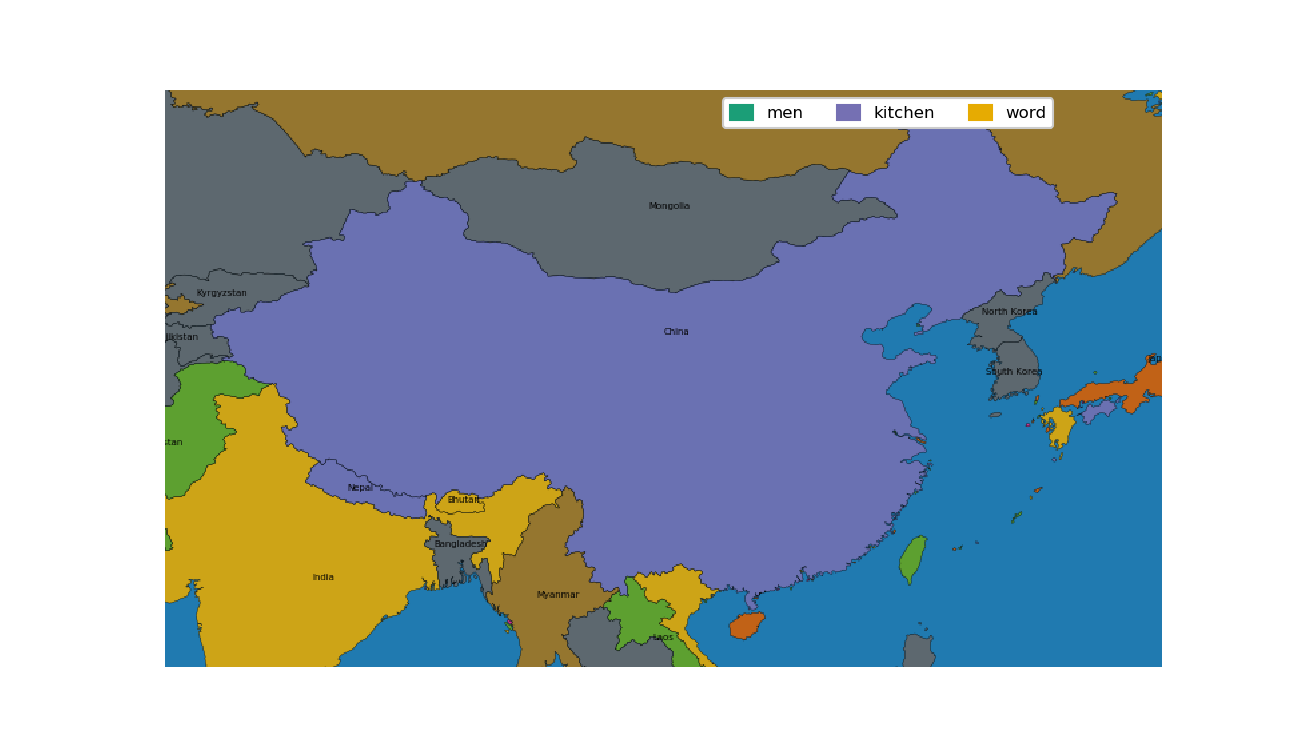 men kitchen word
Mongolia
Kyrgyzstan
North Korea
China
jikistan
South Korea
stan
Nepal
Bhutan
Bangladesh
India
Myanmar
Laos